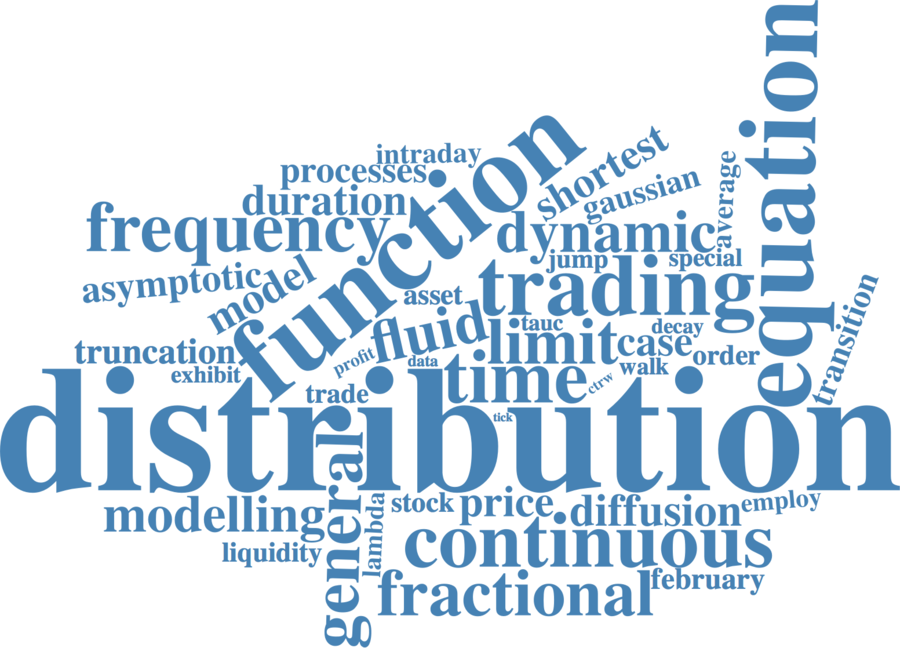 equation
function
shortest
intraday
processes
average
gaussian
duration
frequency
dynamic
jump
special
asymptotic
model
trading
asset
transition
fluid
tauc
decay
limit
case
order
truncation
profit
data
walk
exhibit
time
ctrw
trade
distribution
tick
general
lambda
stock
price
diffusion
employ
modelling
continuous
liquidity
february
fractional